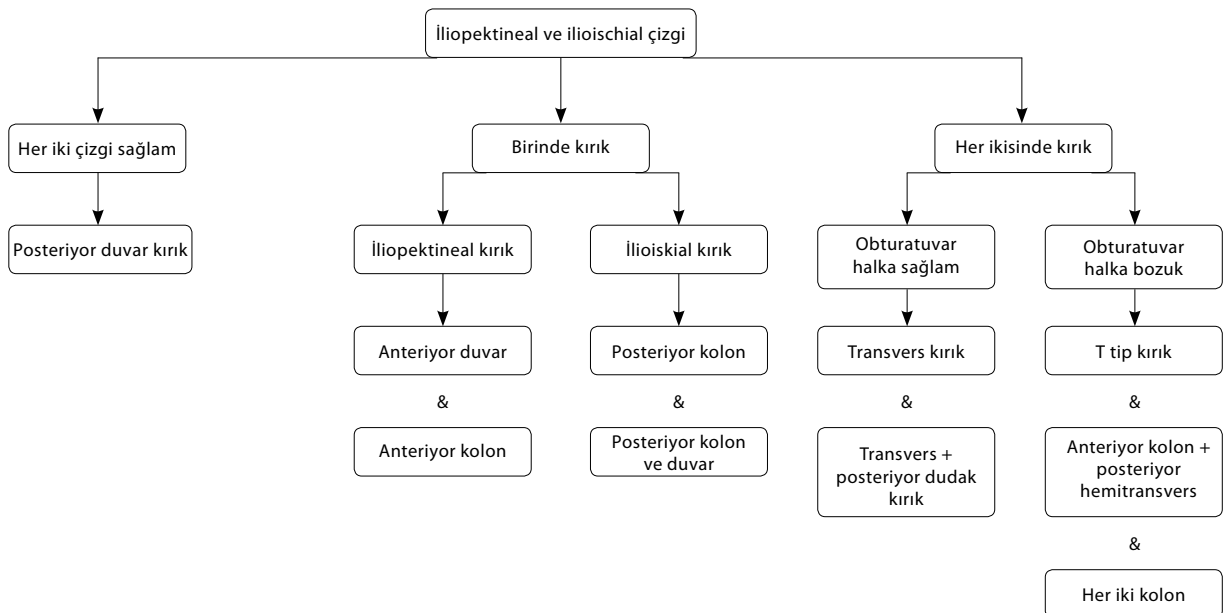 İliopektineal ve ilioischial çizgi
Her iki çizgi sağlam
Birinde kırık
Her ikisinde kırık
Posteriyor duvar kırık
İliopektineal kırık
İlioiskial kırık
Obturatuvar
halka sağlam
Obturatuvar
halka bozuk
Anteriyor duvar
Posteriyor kolon
Transvers kırık
T tip kırık
&
&
&
&
Anteriyor kolon
Posteriyor kolon
ve duvar
Transvers +
posteriyor dudak
kırık
Anteriyor kolon +
posteriyor
hemitransvers
&
Her iki kolon